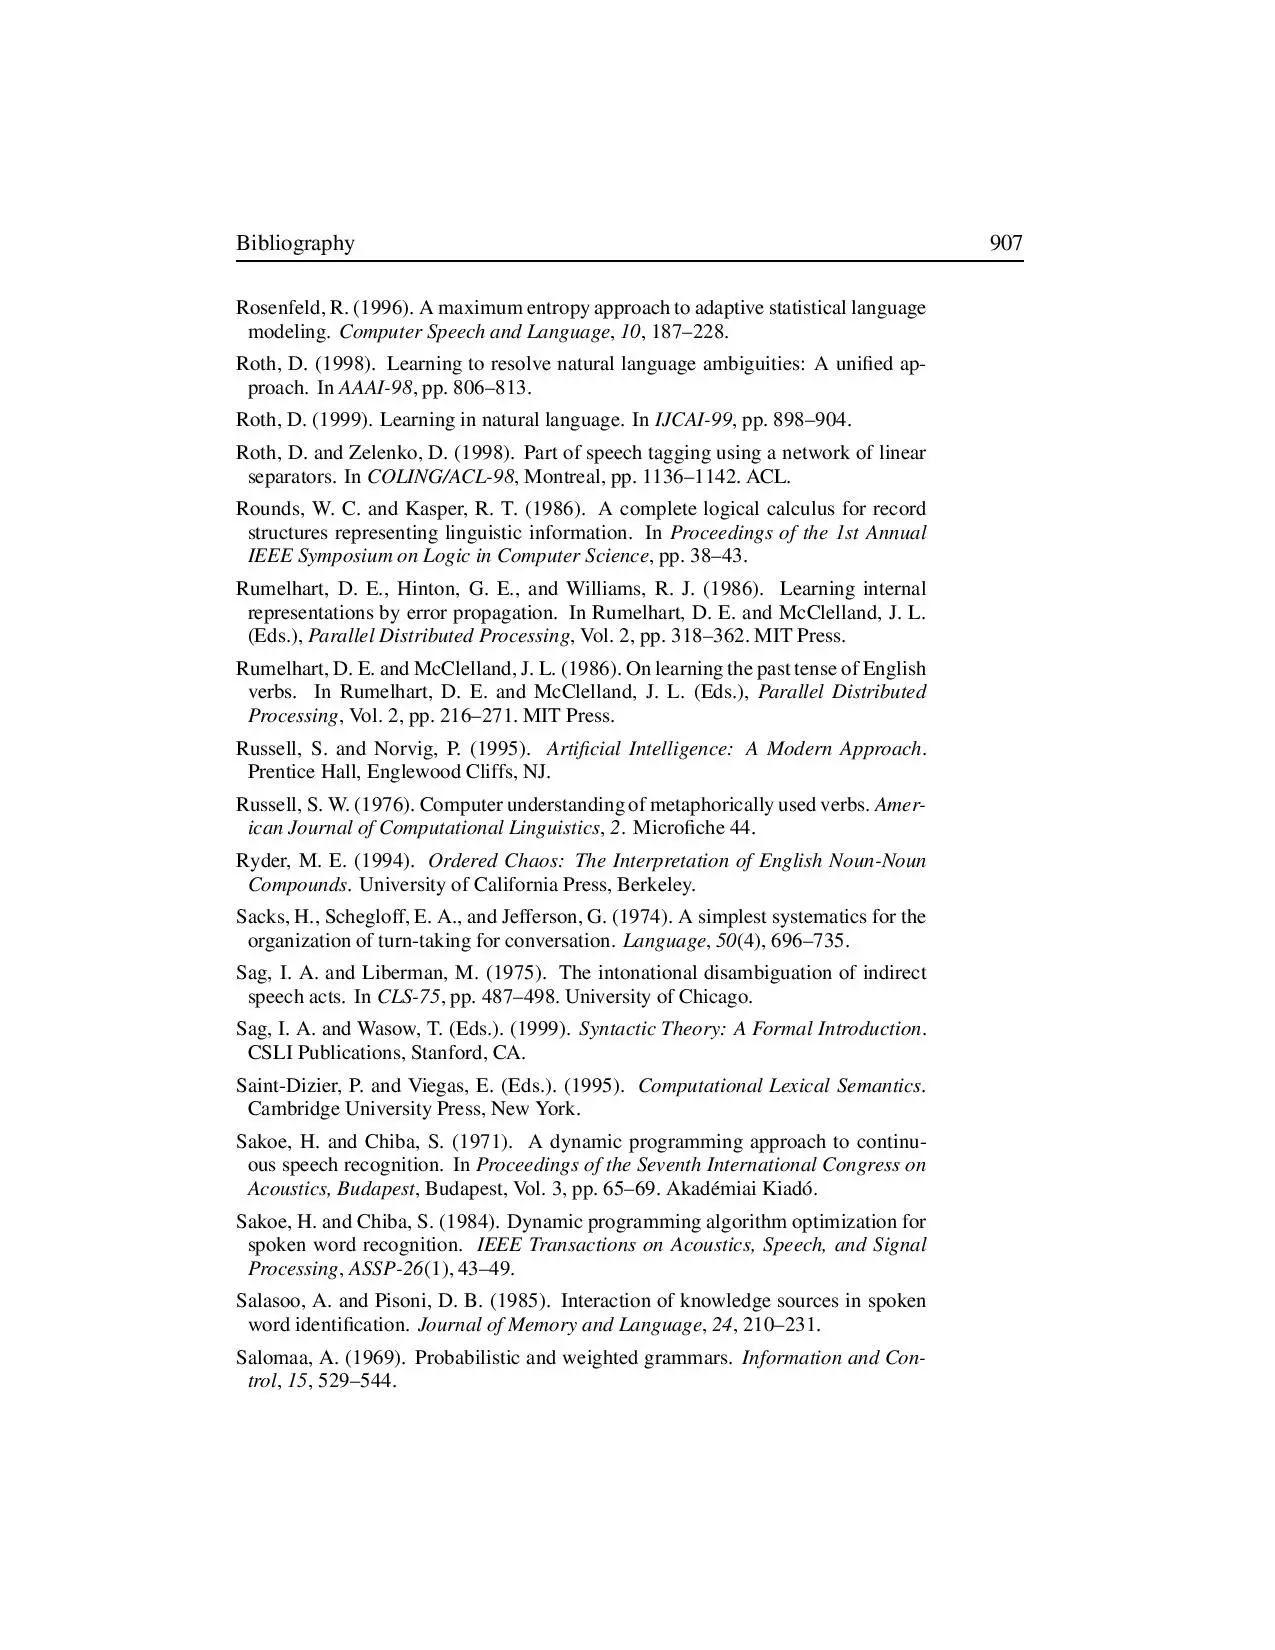 Bibliography 907
Rosenfeld, R. (1996). A maximum entropy approach to adaptive statistical language
modeling. Computer Speech and Language, 10, 187–228.
Roth, D. (1998). Learning to resolve natural language ambiguities: A unified ap-
proach. In AAAI-98, pp. 806–813.
Roth, D. (1999). Learning in natural language. In IJCAI-99, pp. 898–904.
Roth, D. and Zelenko, D. (1998). Part of speech tagging using a network of linear
separators. In COLING/ACL-98, Montreal, pp. 1136–1142. ACL.
Rounds, W. C. and Kasper, R. T. (1986). A complete logical calculus for record
structures representing linguistic information. In Proceedings of the 1st Annual
IEEE Symposium on Logic in Computer Science, pp. 38–43.
Rumelhart, D. E., Hinton, G. E., and Williams, R. J. (1986). Learning internal
representations by error propagation. In Rumelhart, D. E. and McClelland, J. L.
(Eds.), Parallel Distributed Processing, Vol. 2, pp. 318–362. MIT Press.
Rumelhart, D. E. and McClelland, J. L. (1986). On learning the past tense of English
verbs. In Rumelhart, D. E. and McClelland, J. L. (Eds.), Parallel Distributed
Processing, Vol. 2, pp. 216–271. MIT Press.
Russell, S. and Norvig, P. (1995). Artificial Intelligence: A Modern Approach.
Prentice Hall, Englewood Cliffs, NJ.
Russell, S. W. (1976). Computer understanding of metaphorically used verbs. Amer-
ican Journal of Computational Linguistics, 2. Microfiche 44.
Ryder, M. E. (1994). Ordered Chaos: The Interpretation of English Noun-Noun
Compounds. University of California Press, Berkeley.
Sacks, H., Schegloff, E. A., and Jefferson, G. (1974). A simplest systematics for the
organization of turn-taking for conversation. Language, 50(4), 696–735.
Sag, I. A. and Liberman, M. (1975). The intonational disambiguation of indirect
speech acts. In CLS-75, pp. 487–498. University of Chicago.
Sag, I. A. and Wasow, T. (Eds.). (1999). Syntactic Theory: A Formal Introduction.
CSLI Publications, Stanford, CA.
Saint-Dizier, P. and Viegas, E. (Eds.). (1995). Computational Lexical Semantics.
Cambridge University Press, New York.
Sakoe, H. and Chiba, S. (1971). A dynamic programming approach to continu-
ous speech recognition. In Proceedings of the Seventh International Congress on
Acoustics, Budapest, Budapest, Vol. 3, pp. 65–69. Akadémiai Kiadó.
Sakoe, H. and Chiba, S. (1984). Dynamic programming algorithm optimization for
spoken word recognition. IEEE Transactions on Acoustics, Speech, and Signal
Processing, ASSP-26(1), 43–49.
Salasoo, A. and Pisoni, D. B. (1985). Interaction of knowledge sources in spoken
word identification. Journal of Memory and Language, 24, 210–231.
Salomaa, A. (1969). Probabilistic and weighted grammars. Information and Con-
trol, 15, 529–544.